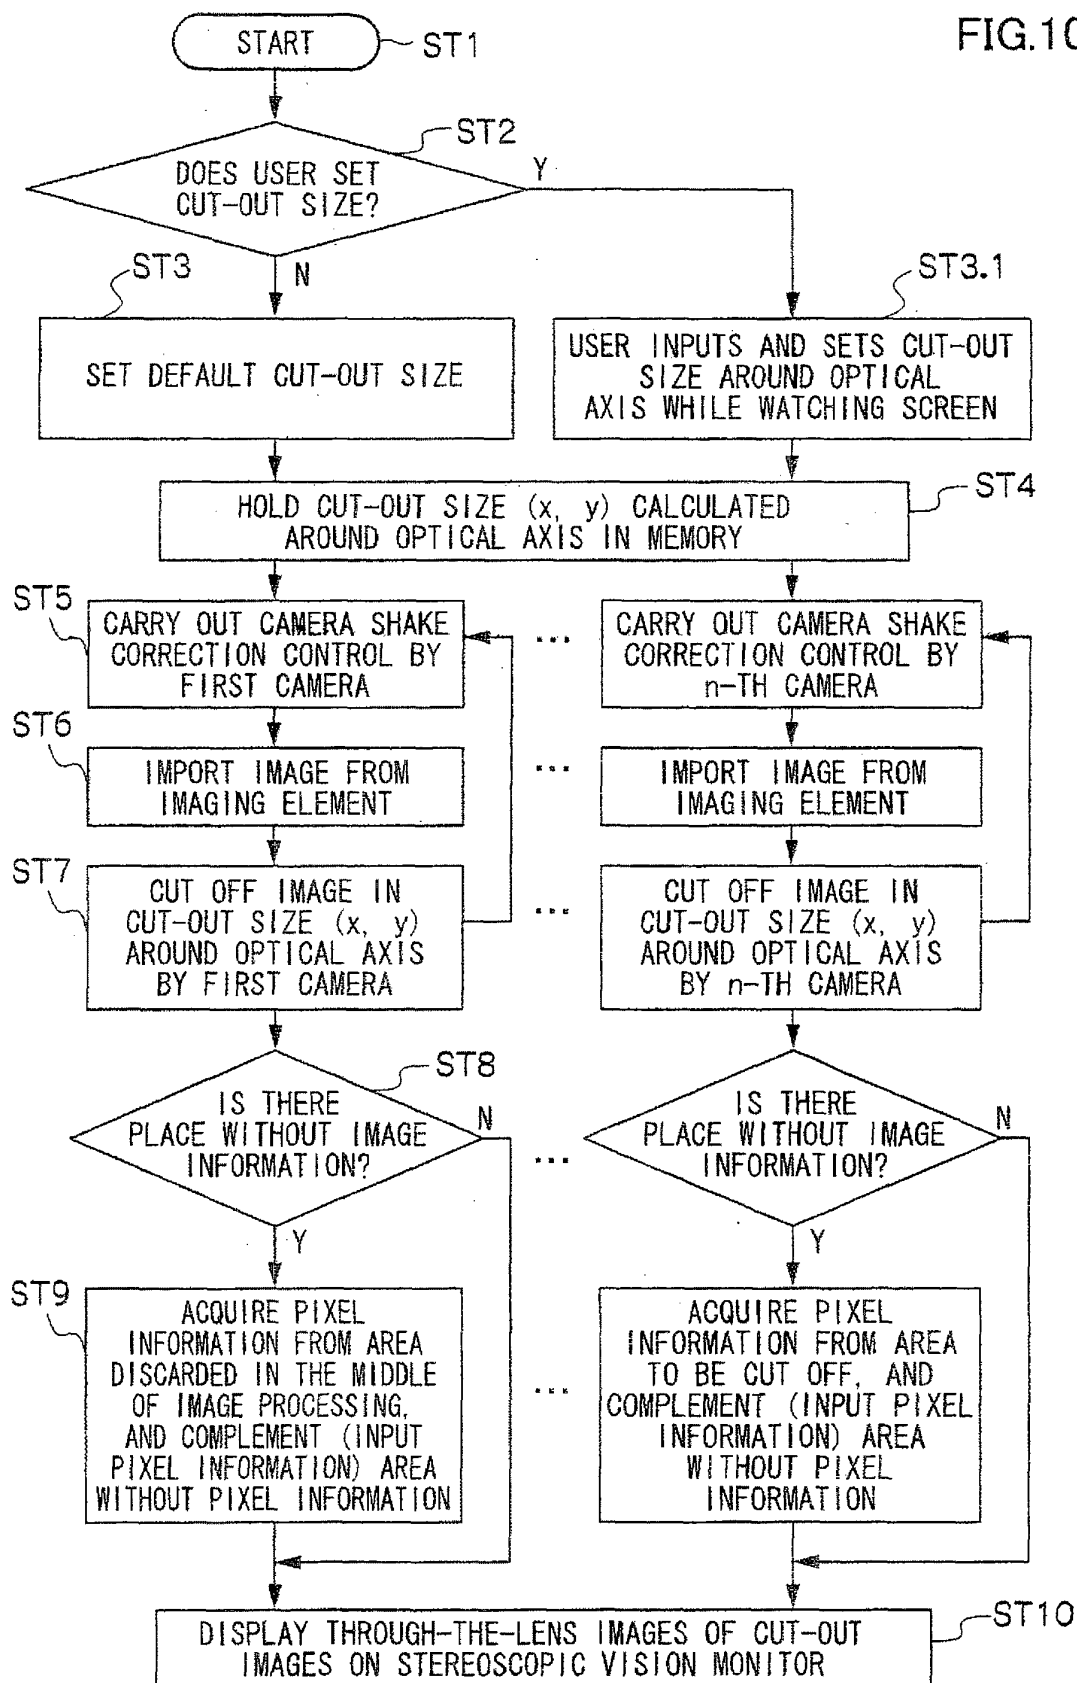 FIG.10
START
ST1
ST2
DOES USER SET
CUT-OUT SIZE?
Y
N
ST3
SET DEFAULT CUT-OUT SIZE
ST3.1
USER INPUTS AND SETS CUT-OUT
SIZE AROUND OPTICAL
AXIS WHILE WATCHING SCREEN
ST4
HOLD CUT-OUT SIZE (x, y) CALCULATED
AROUND OPTICAL AXIS IN MEMORY
ST5
CARRY OUT CAMERA SHAKE
CORRECTION CONTROL BY
FIRST CAMERA
...
CARRY OUT CAMERA SHAKE
CORRECTION CONTROL BY
n-TH CAMERA
ST6
IMPORT IMAGE FROM
IMAGING ELEMENT
...
IMPORT IMAGE FROM
IMAGING ELEMENT
ST7
CUT OFF IMAGE IN
CUT-OUT SIZE (x, y)
AROUND OPTICAL AXIS
BY FIRST CAMERA
...
CUT OFF IMAGE IN
CUT-OUT SIZE (x, y)
AROUND OPTICAL AXIS
BY n-TH CAMERA
ST8
IS THERE
PLACE WITHOUT IMAGE
INFORMATION?
N
Y
...
IS THERE
PLACE WITHOUT IMAGE
INFORMATION?
N
Y
ST9
ACQUIRE PIXEL
INFORMATION FROM AREA
DISCARDED IN THE MIDDLE
OF IMAGE PROCESSING,
AND COMPLEMENT (INPUT
PIXEL INFORMATION) AREA
WITHOUT PIXEL INFORMATION
...
ACQUIRE PIXEL
INFORMATION FROM AREA
TO BE CUT OFF, AND
COMPLEMENT (INPUT PIXEL
INFORMATION) AREA
WITHOUT PIXEL
INFORMATION
ST10
DISPLAY THROUGH-THE-LENS IMAGES OF CUT-OUT
IMAGES ON STEREOSCOPIC VISION MONITOR